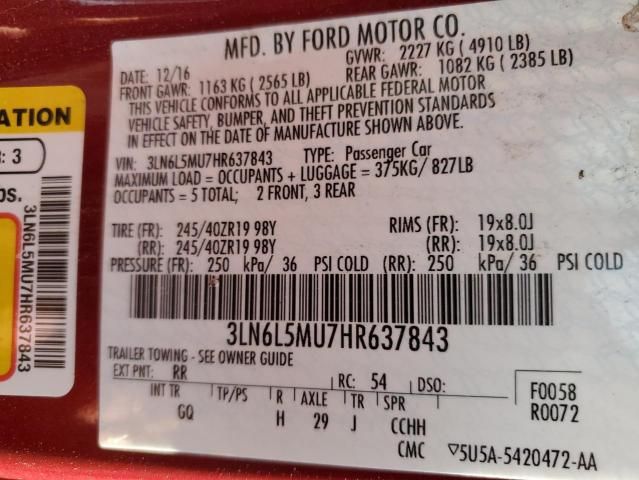 MFD. BY FORD MOTOR CO.
DATE: 12/16
GVWR: 2227 KG ( 4910 LB)
FRONT GAWR: 1163 KG ( 2565 LB)
REAR GAWR: 1082 KG ( 2385 LB)
THIS VEHICLE CONFORMS TO ALL APPLICABLE FEDERAL MOTOR
VEHICLE SAFETY, BUMPER, AND THEFT PREVENTION STANDARDS
IN EFFECT ON THE DATE OF MANUFACTURE SHOWN ABOVE.
VIN: 3LN6L5MU7HR637843 TYPE: Passenger Car
MAXIMUM LOAD = OCCUPANTS + LUGGAGE = 375KG/ 827LB
OCCUPANTS = 5 TOTAL; 2 FRONT, 3 REAR
TIRE (FR): 245/40ZR19 98Y RIMS (FR): 19x8.0J
(RR): 245/40ZR19 98Y (RR): 19x8.0J
PRESSURE (FR): 250 kPa/ 36 PSI COLD (RR): 250 kPa/ 36 PSI COLD
3LN6L5MU7HR637843
TRAILER TOWING - SEE OWNER GUIDE
EXT PNT: RR RC: 54 DSO:
F0058
R0072
INT TR TP/PS R AXLE TR SPR
GQ H 29 J CCHH
CMC ▽5U5A-5420472-AA
ATION
: 3
bs.
3LN6L5MU7HR637843